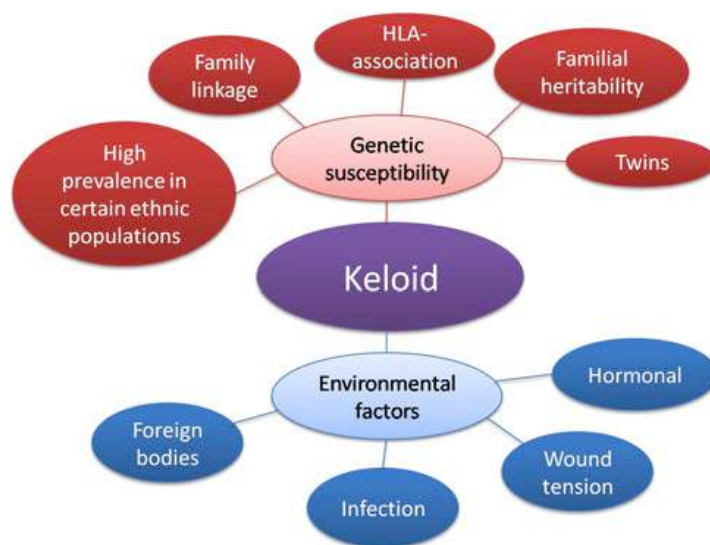 HLA-
association
Family
linkage
Familial
heritability
Genetic
susceptibility
High
prevalence in
certain ethnic
populations
Twins
Keloid
Environmental
factors
Hormonal
Foreign
bodies
Wound
tension
Infection